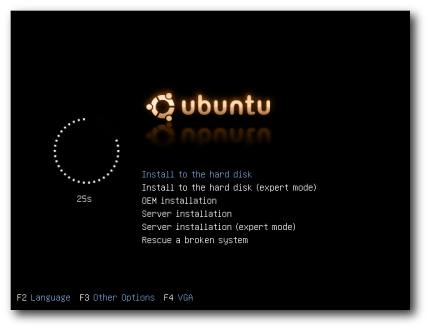 ubuntu
Install to the hard disk
Install to the hard disk (expert mode)
OEM installation
Server installation
Server installation (expert mode)
Rescue a broken system
25s
F2 Language F3 Other Options F4 VGA